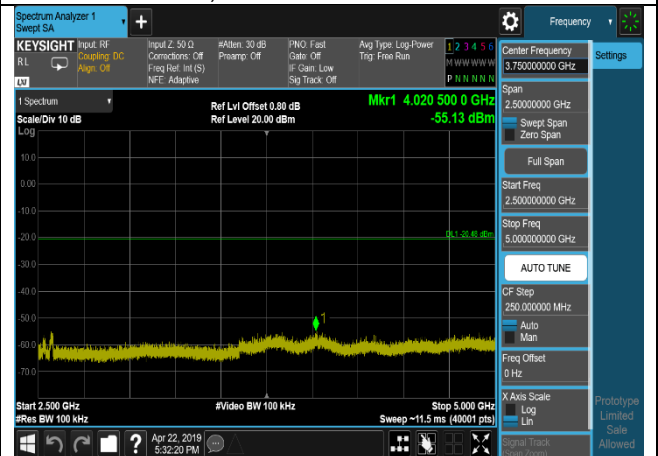 Spectrum Analyzer 1
Swept SA
+
Frequency
KEYSIGHT
RL
LV
Input: RF
Coupling: DC
Align: Off
Input Z: 50 Ω
Corrections: Off
Freq Ref: Int (S)
NFE: Adaptive
#Atten: 30 dB
Preamp: Off
PNO: Fast
Gate: Off
IF Gain: Low
Sig Track: Off
Avg Type: Log-Power
Trig: Free Run
1 2 3 4 5 6
M W W W W W
P N N N N N
1 Spectrum
Scale/Div 10 dB
Log
Ref Lvl Offset 0.80 dB
Ref Level 20.00 dBm
Mkr1 4.020 500 0 GHz
-55.13 dBm
10.0
0.00
-10.0
-20.0
DL1 -20.48 dBm
-30.0
-40.0
-50.0
1
-60.0
-70.0
Start 2.500 GHz
#Res BW 100 kHz
#Video BW 100 kHz
Stop 5.000 GHz
Sweep ~11.5 ms (40001 pts)
Apr 22, 2019
5:32:20 PM
?
Center Frequency
3.750000000 GHz
Span
2.50000000 GHz
Swept Span
Zero Span
Full Span
Start Freq
2.500000000 GHz
Stop Freq
5.000000000 GHz
AUTO TUNE
CF Step
250.000000 MHz
Auto
Man
Freq Offset
0 Hz
X Axis Scale
Log
Lin
Signal Track
(Span Zoom)
Settings
Prototype
Limited
Sale
Allowed